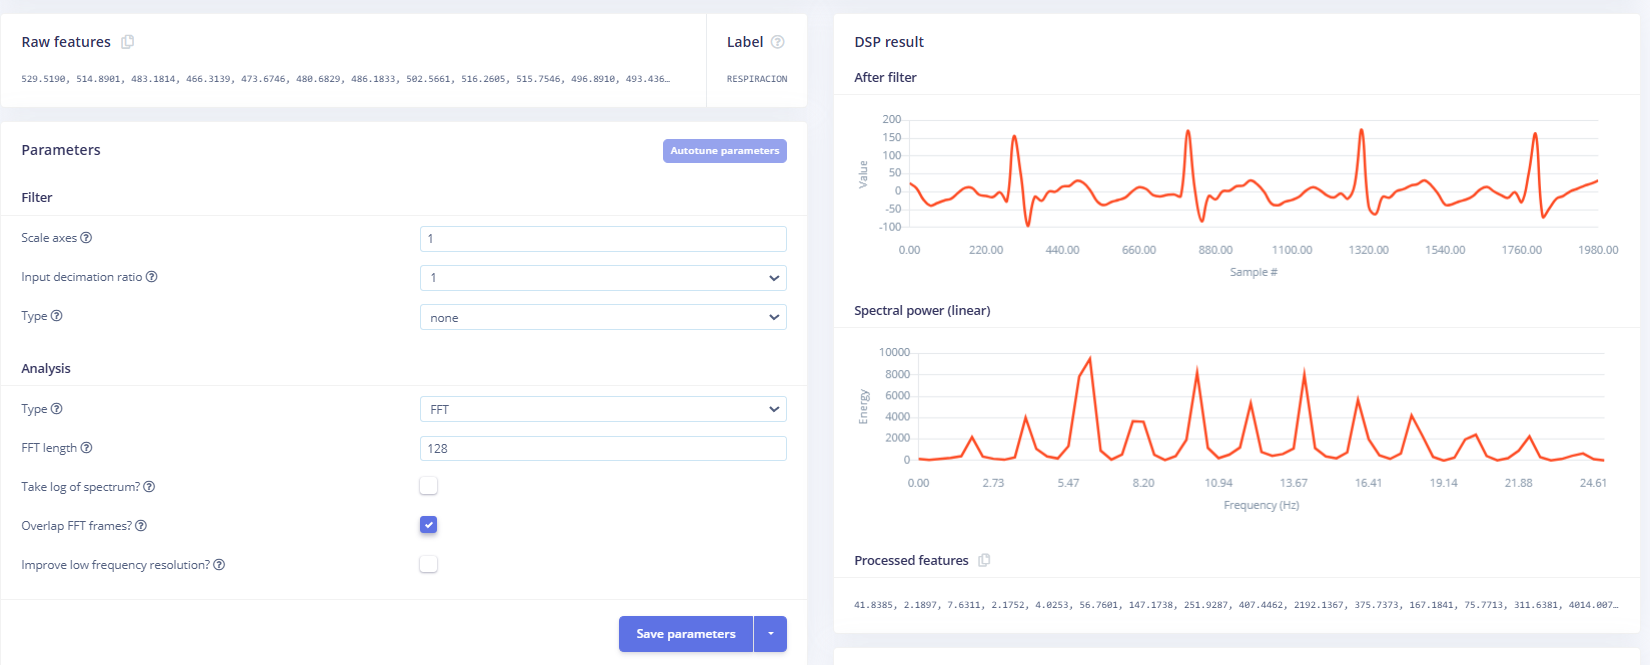 Raw features
529.5190, 514.8901, 483.1814, 466.3139, 473.6746, 480.6829, 486.1833, 502.5661, 516.2605, 515.7546, 496.8910, 493.436…
Label
RESPIRACION
Parameters
Autotune parameters
Filter
Scale axes
1
Input decimation ratio
1
Type
none
Analysis
Type
FFT
FFT length
128
Take log of spectrum?
Overlap FFT frames?
Improve low frequency resolution?
Save parameters
DSP result
After filter
200
150
100
50
0
-50
-100
Value
0.00 220.00 440.00 660.00 880.00 1100.00 1320.00 1540.00 1760.00 1980.00
Sample #
Spectral power (linear)
10000
8000
6000
4000
2000
0
Energy
0.00 2.73 5.47 8.20 10.94 13.67 16.41 19.14 21.88 24.61
Frequency (Hz)
Processed features
41.8385, 2.1897, 7.6311, 2.1752, 4.0253, 56.7601, 147.1738, 251.9287, 407.4462, 2192.1367, 375.7373, 167.1841, 75.7713, 311.6381, 4014.007…